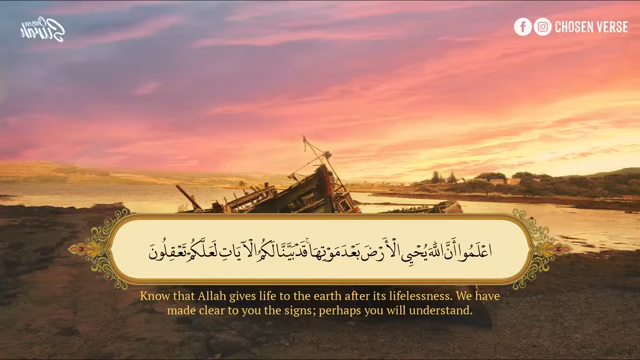 CHOSEN VERSE
اعْلَمُوا أَنَّ اللَّهَ يُحْيِي الْأَرْضَ بَعْدَ مَوْتِهَا ۚ قَدْ بَيَّنَّا لَكُمُ الْآيَاتِ لَعَلَّكُمْ تَعْقِلُونَ
Know that Allah gives life to the earth after its lifelessness. We have
made clear to you the signs; perhaps you will understand.